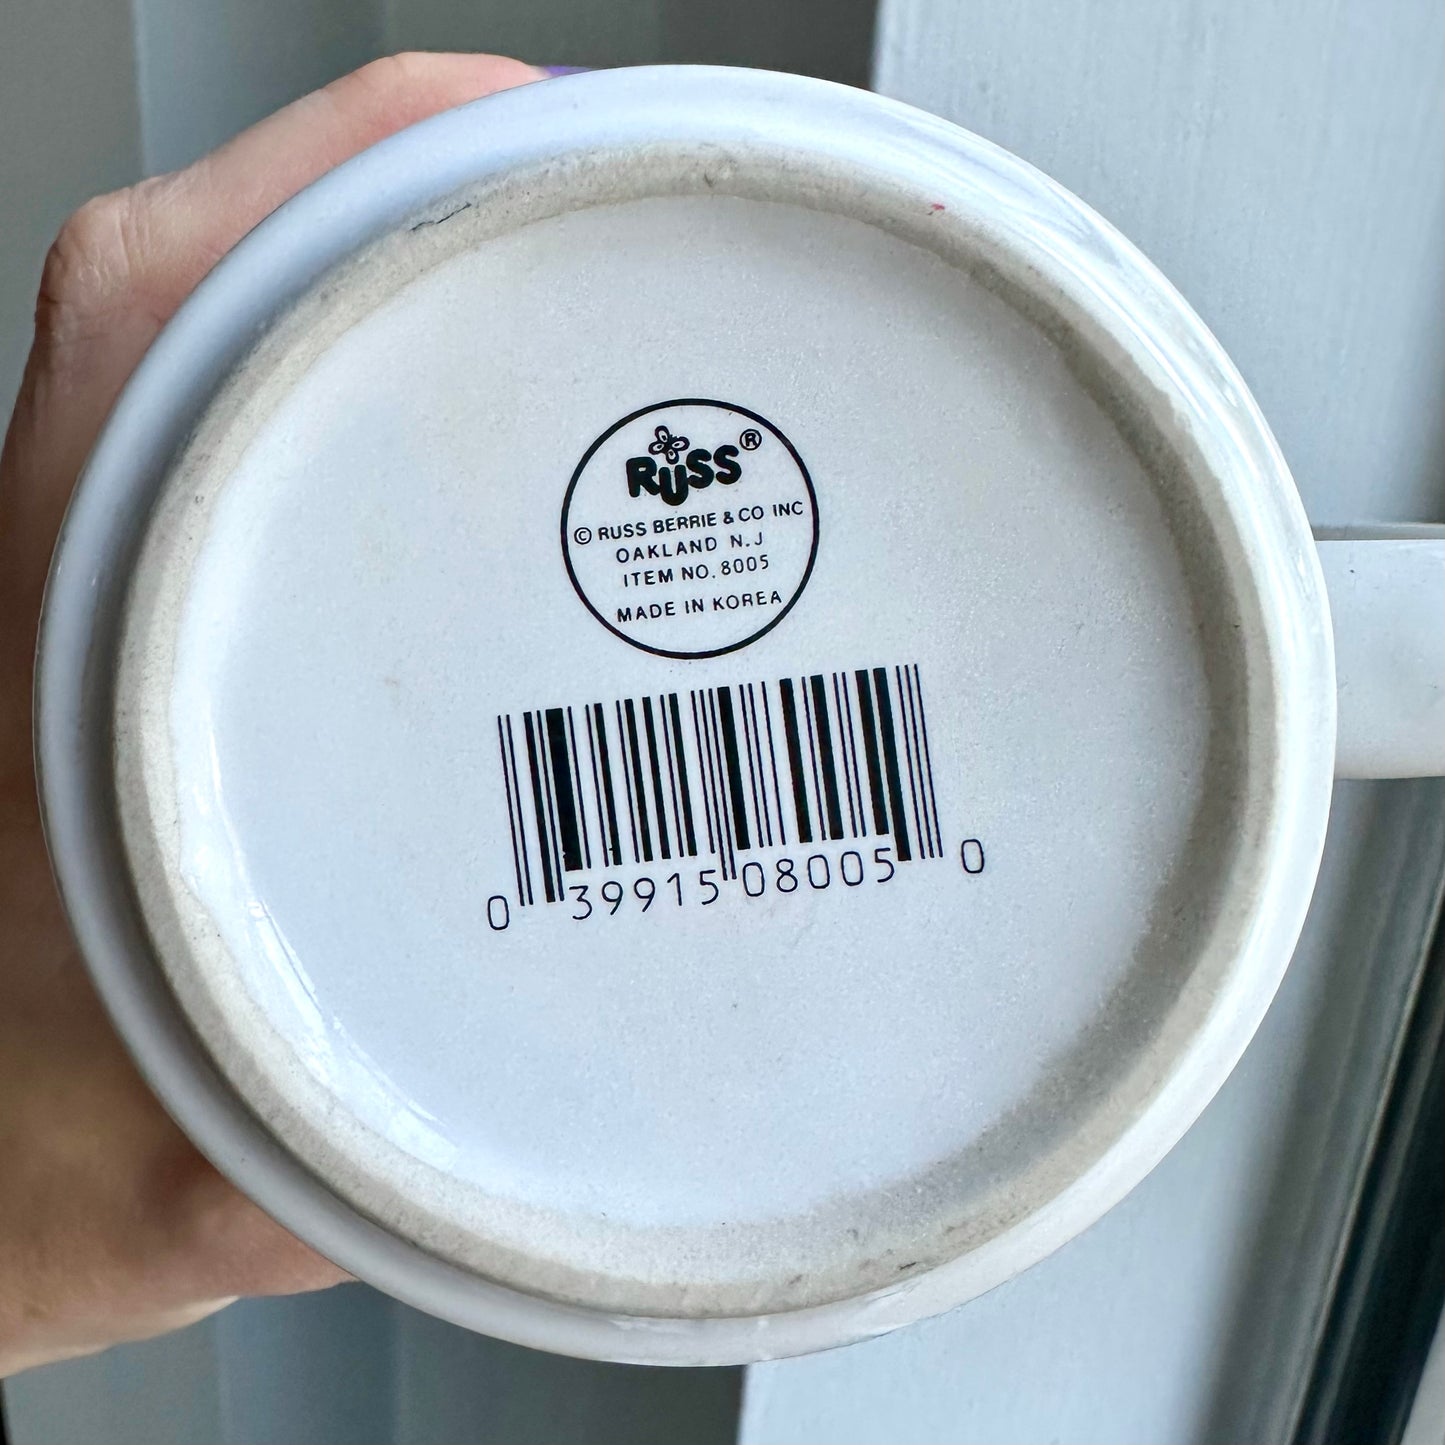 RUSS®
© RUSS BERRIE & CO INC
OAKLAND N.J
ITEM NO. 8005
MADE IN KOREA
0 39915 08005 0